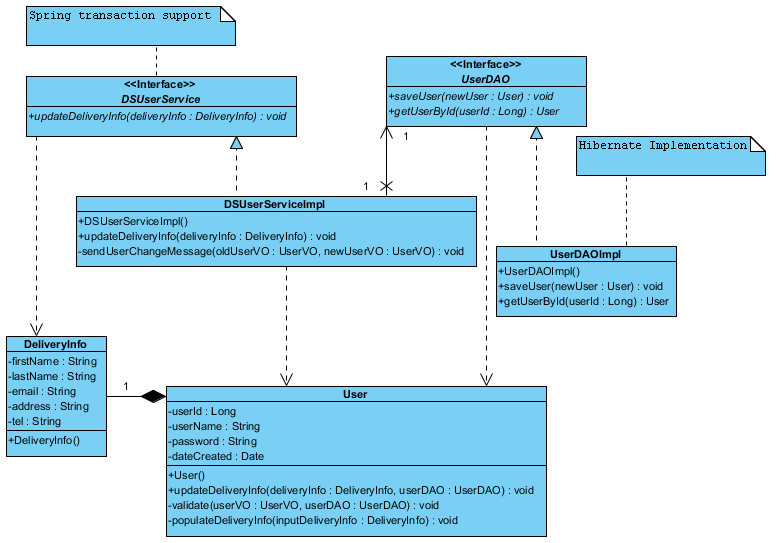 Spring transaction support
<<Interface>>
DSUserService
+updateDeliveryInfo(deliveryInfo : DeliveryInfo) : void
<<Interface>>
UserDAO
+saveUser(newUser : User) : void
+getUserById(userId : Long) : User
1
Hibernate Implementation
1
DSUserServiceImpl
+DSUserServiceImpl()
+updateDeliveryInfo(deliveryInfo : DeliveryInfo) : void
-sendUserChangeMessage(oldUserVO : UserVO, newUserVO : UserVO) : void
UserDAOImpl
+UserDAOImpl()
+saveUser(newUser : User) : void
+getUserById(userId : Long) : User
DeliveryInfo
-firstName : String
-lastName : String
-email : String
-address : String
-tel : String
+DeliveryInfo()
1
User
-userId : Long
-userName : String
-password : String
-dateCreated : Date
+User()
+updateDeliveryInfo(deliveryInfo : DeliveryInfo, userDAO : UserDAO) : void
-validate(userVO : UserVO, userDAO : UserDAO) : void
-populateDeliveryInfo(inputDeliveryInfo : DeliveryInfo) : void